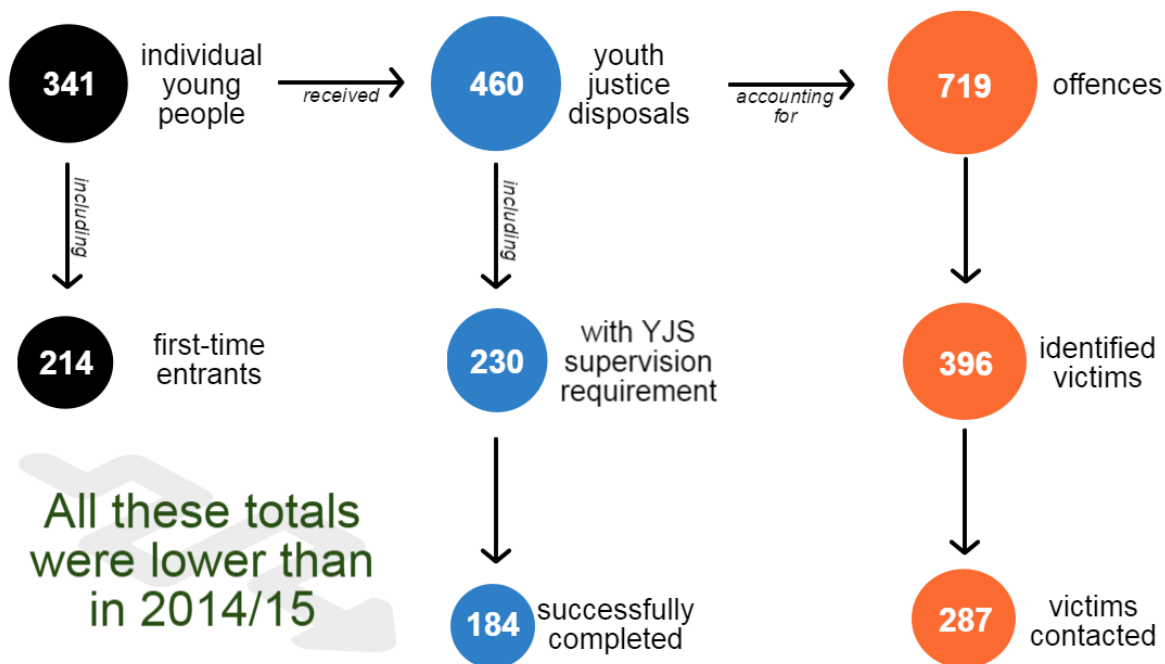 341
individual
young
people
received
460
youth
justice
disposals
accounting
for
719
offences
including
including
214
first-time
entrants
230
with YJS
supervision
requirement
396
identified
victims
All these totals
were lower than
in 2014/15
184
successfully
completed
287
victims
contacted